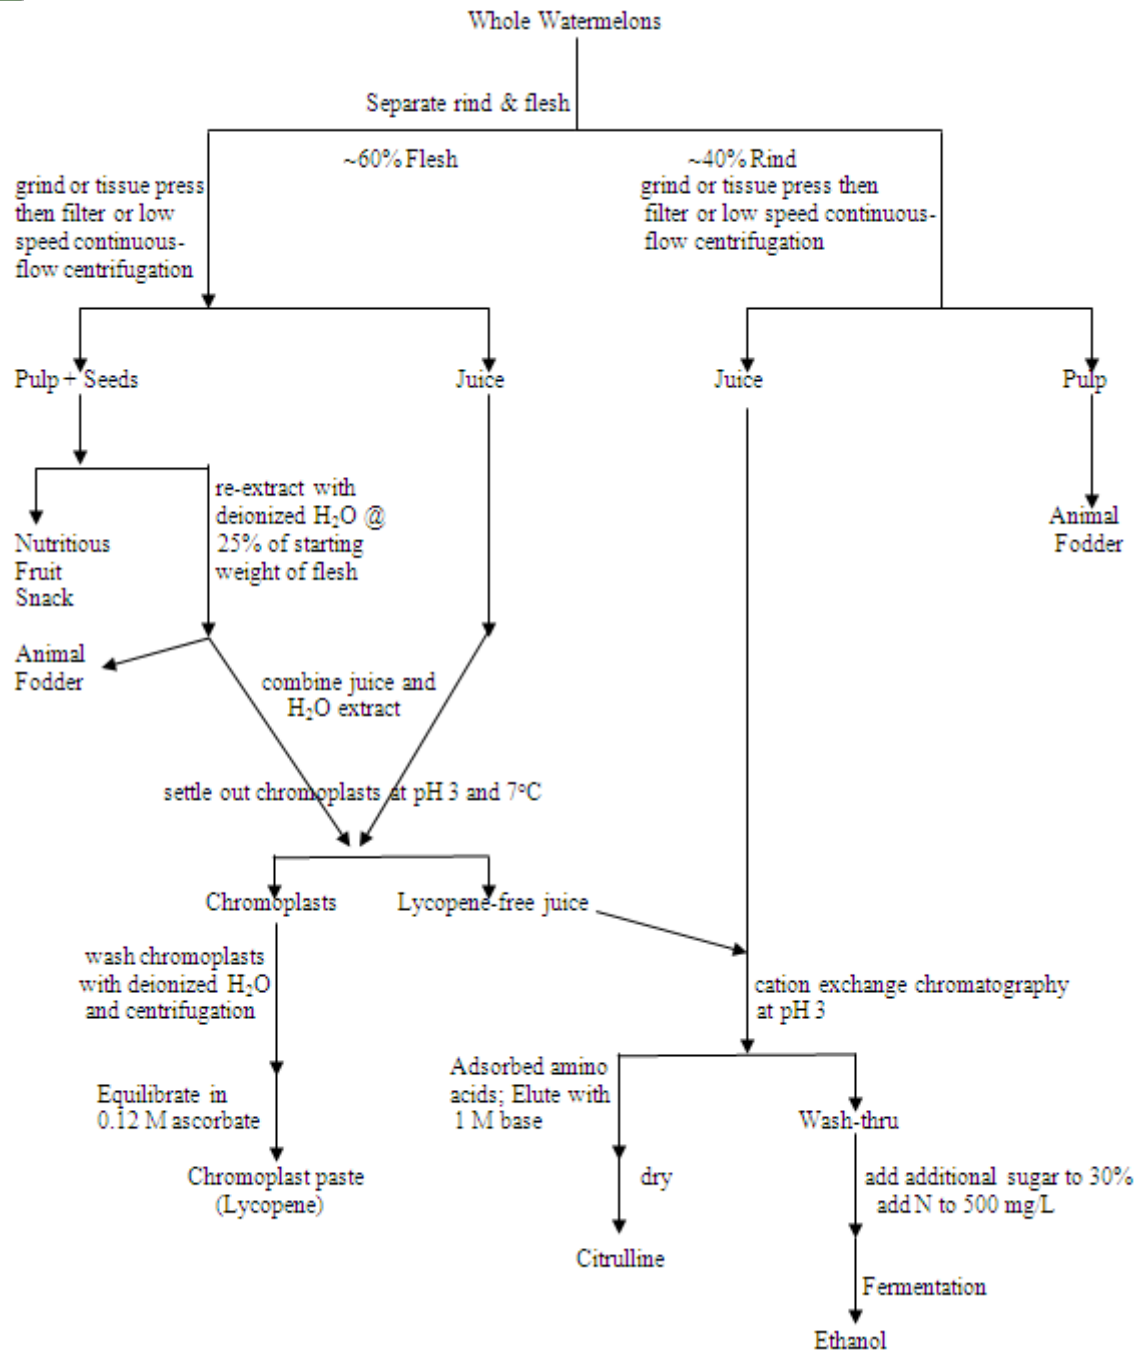 Whole Watermelons
Separate rind & flesh
~60% Flesh
~40% Rind
grind or tissue press
then filter or low
speed continuous-
flow centrifugation
grind or tissue press then
filter or low speed continuous-
flow centrifugation
Pulp + Seeds
Juice
Juice
Pulp
re-extract with
deionized H₂O @
25% of starting
weight of flesh
Nutritious
Fruit
Snack
Animal
Fodder
Animal
Fodder
combine juice and
H₂O extract
settle out chromoplasts at pH 3 and 7°C
Chromoplasts
Lycopene-free juice
wash chromoplasts
with deionized H₂O
and centrifugation
cation exchange chromatography
at pH 3
Equilibrate in
0.12 M ascorbate
Adsorbed amino
acids; Elute with
1 M base
Wash-thru
Chromoplast paste
(Lycopene)
dry
add additional sugar to 30%
add N to 500 mg/L
Citrulline
Fermentation
Ethanol